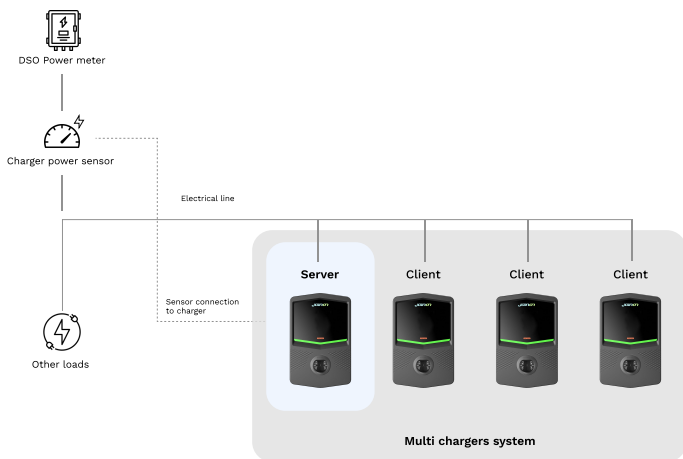 DSO Power meter
Charger power sensor
Electrical line
Server
Client
Client
Client
Sensor connection
to charger
Other loads
Multi chargers system